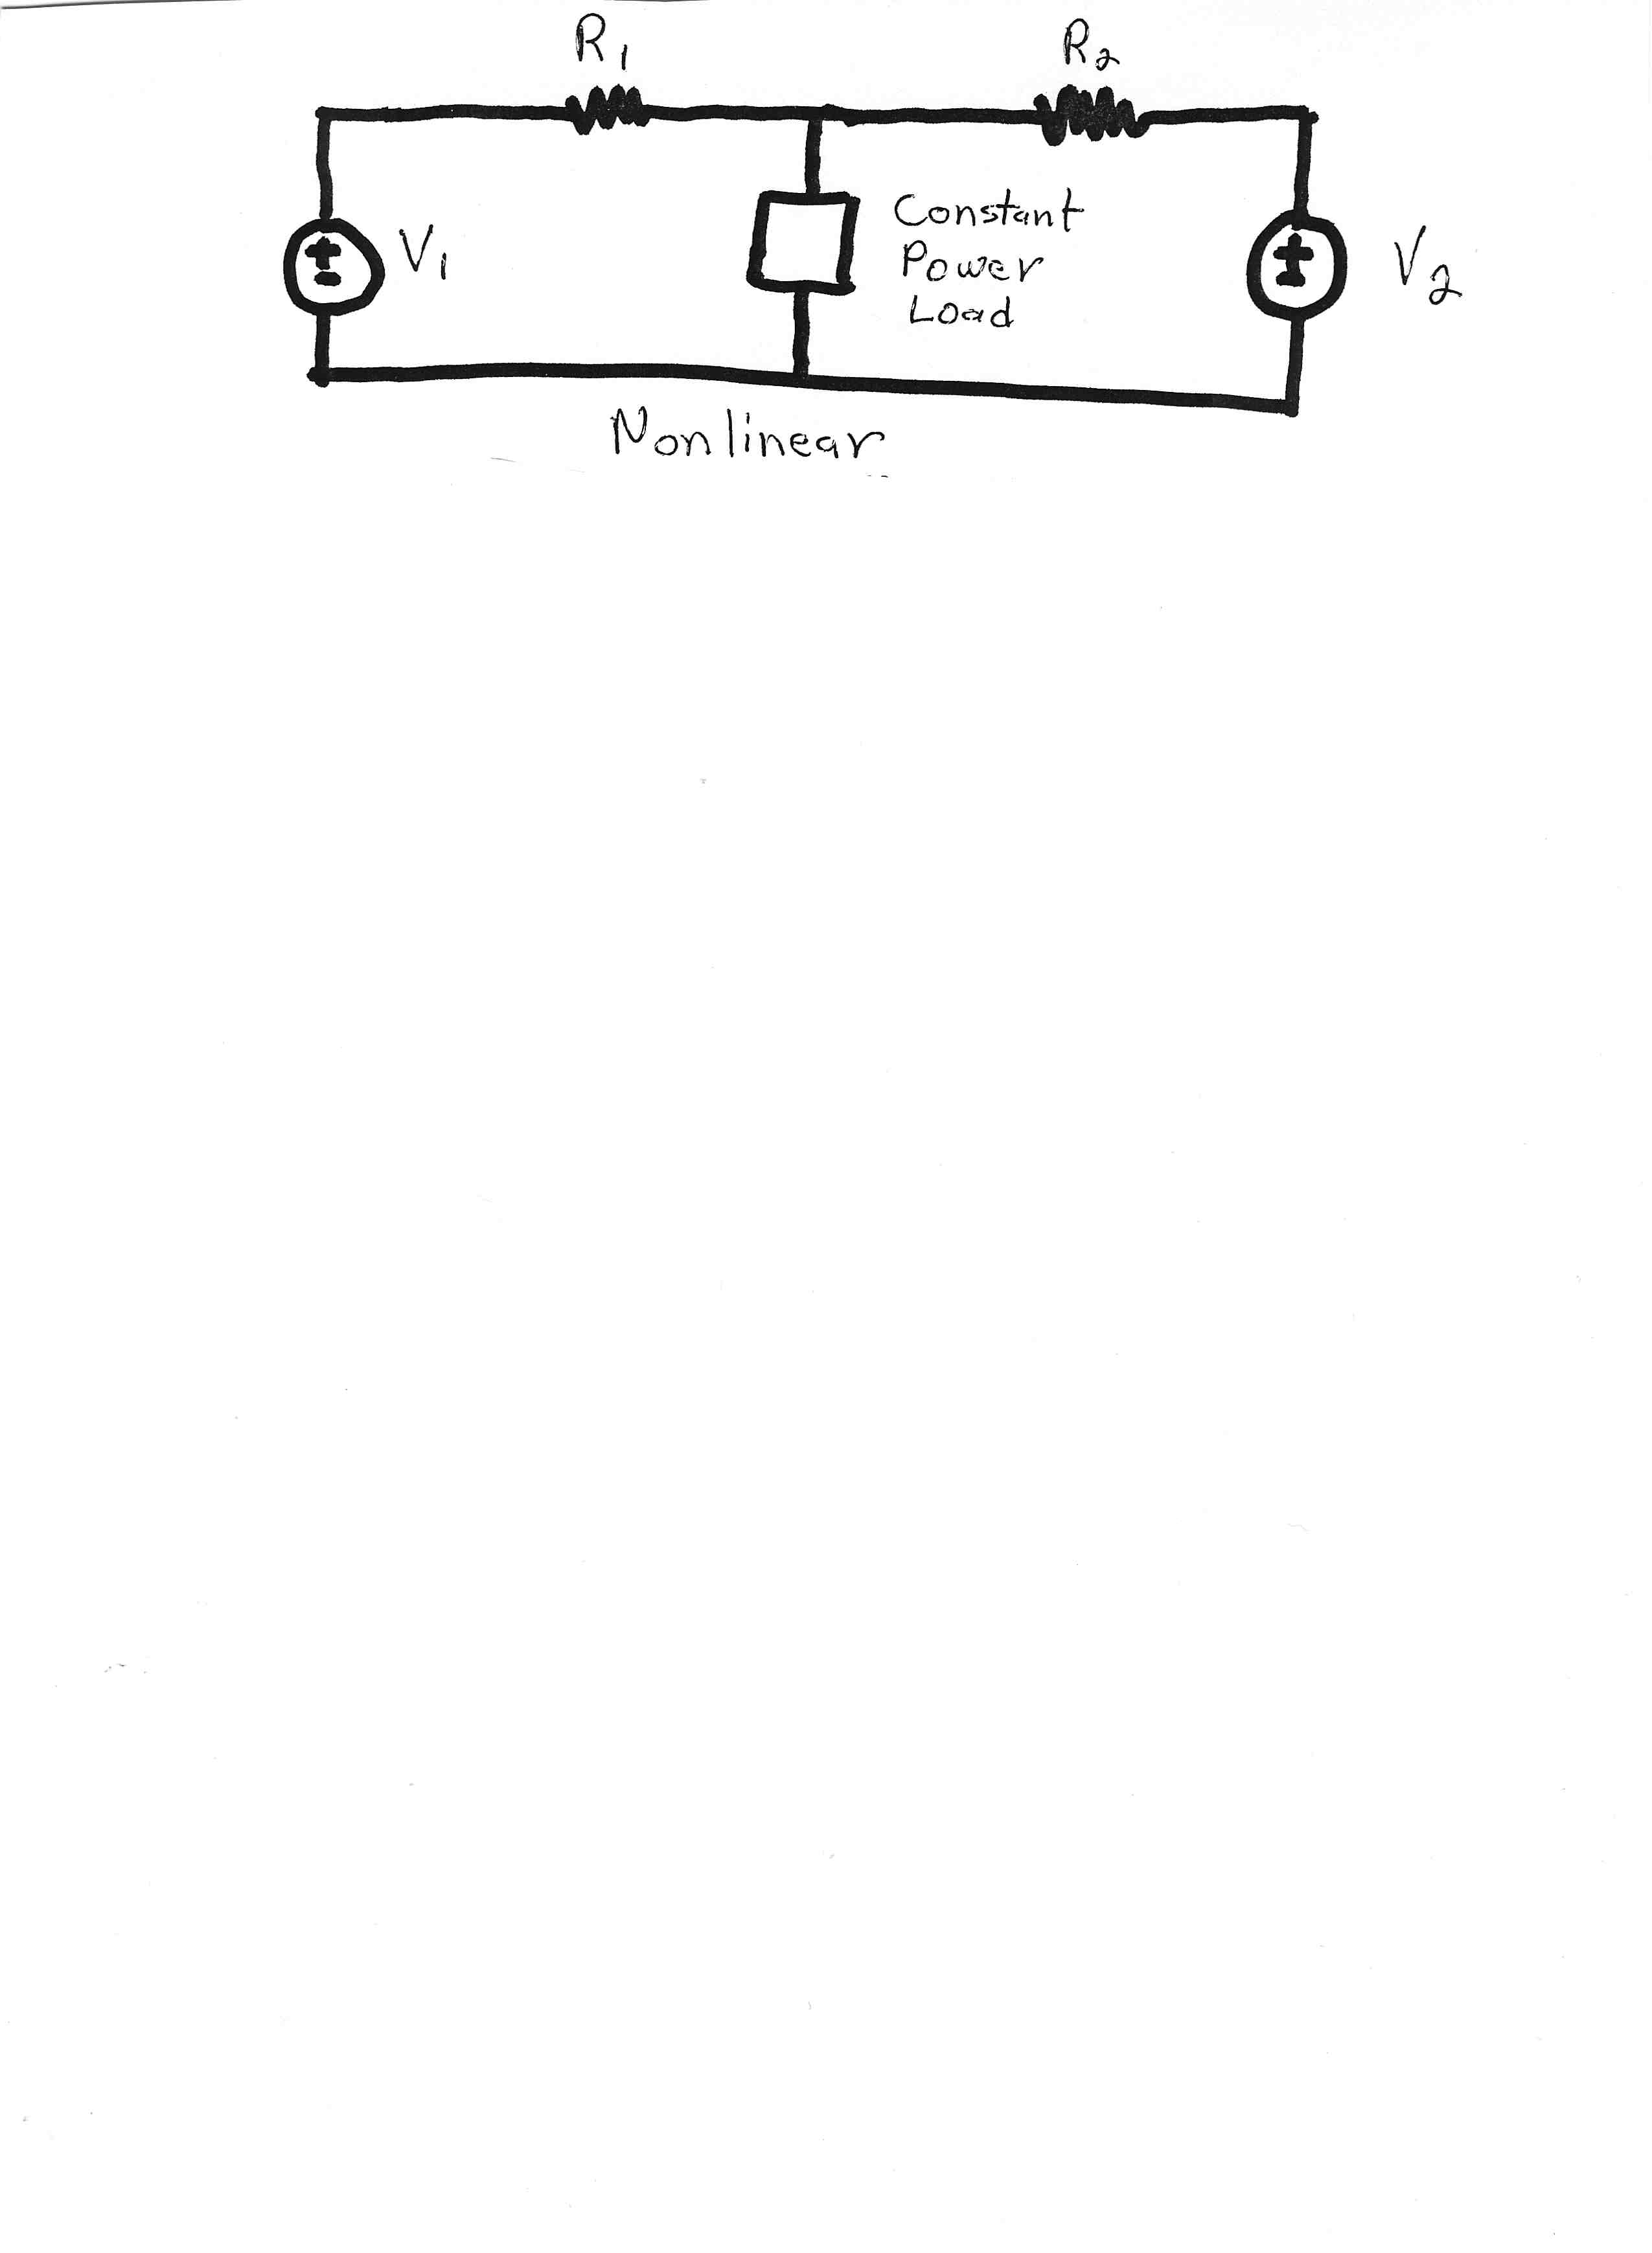 R₁
R₂
V₁
Constant
Power
Load
V₂
Nonlinear